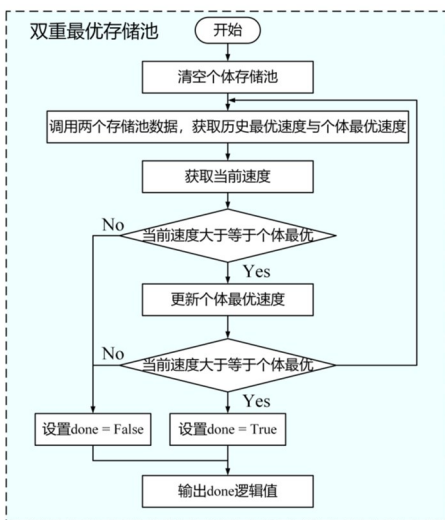 双重最优存储池
开始
清空个体存储池
调用两个存储池数据，获取历史最优速度与个体最优速度
获取当前速度
No
当前速度大于等于个体最优
Yes
更新个体最优速度
No
当前速度大于等于个体最优
Yes
设置done = False
设置done = True
输出done逻辑值